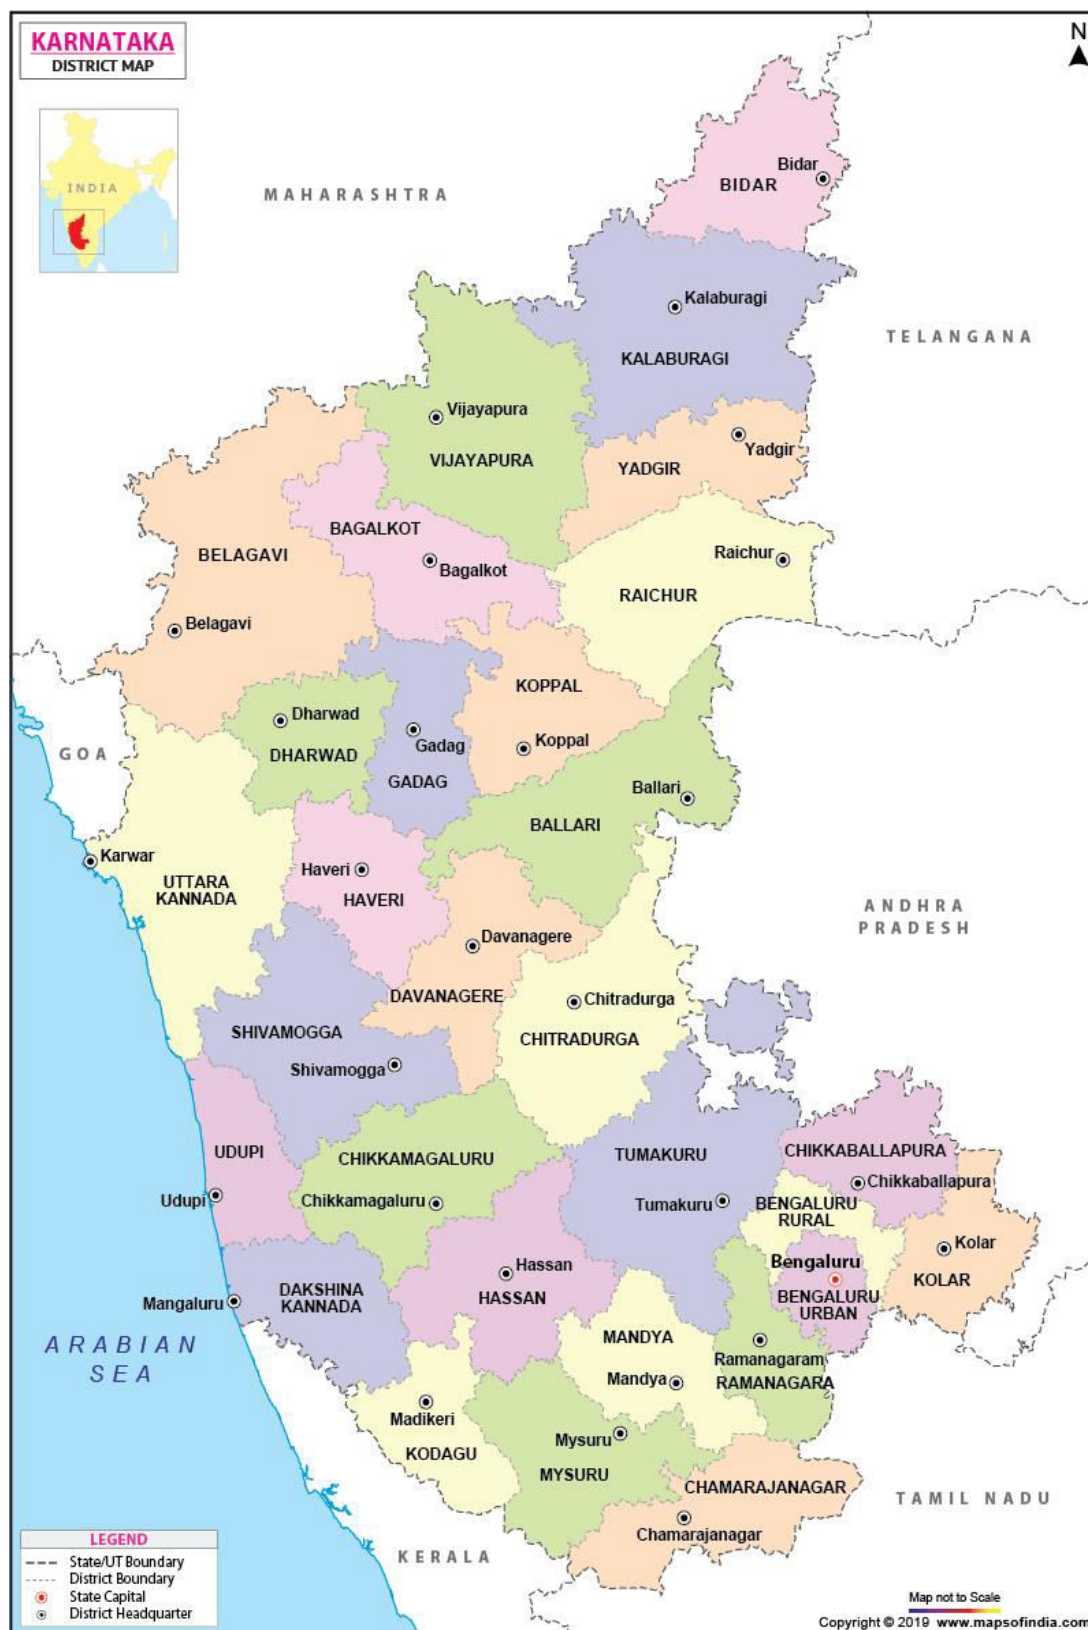 KARNATAKA
DISTRICT MAP
N
INDIA
MAHARASHTRA
Bidar
BIDAR
Kalaburagi
KALABURAGI
TELANGANA
Vijayapura
VIJAYAPURA
Yadgir
YADGIR
BAGALKOT
Bagalkot
BELAGAVI
Belagavi
Raichur
RAICHUR
KOPPAL
Koppal
Dharwad
DHARWAD
Gadag
GADAG
GOA
Ballari
BALLARI
Karwar
UTTARA
KANNADA
Haveri
HAVERI
ANDHRA
PRADESH
Davanagere
DAVANAGERE
Chitradurga
CHITRADURGA
SHIVAMOGGA
Shivamogga
UDUPI
Udupi
CHIKKAMAGALURU
Chikkamagaluru
TUMAKURU
Tumakuru
CHIKKABALLAPURA
Chikkaballapura
BENGALURU
RURAL
Kolar
KOLAR
Bengaluru
BENGALURU
URBAN
Hassan
HASSAN
DAKSHINA
KANNADA
Mangaluru
ARABIAN
SEA
MANDYA
Mandya
Ramanagaram
RAMANAGARA
Madikeri
KODAGU
Mysuru
MYSURU
CHAMARAJANAGAR
Chamarajanagar
TAMIL NADU
KERALA
LEGEND
State/UT Boundary
District Boundary
State Capital
District Headquarter
Map not to Scale
Copyright © 2019 www.mapsofindia.com